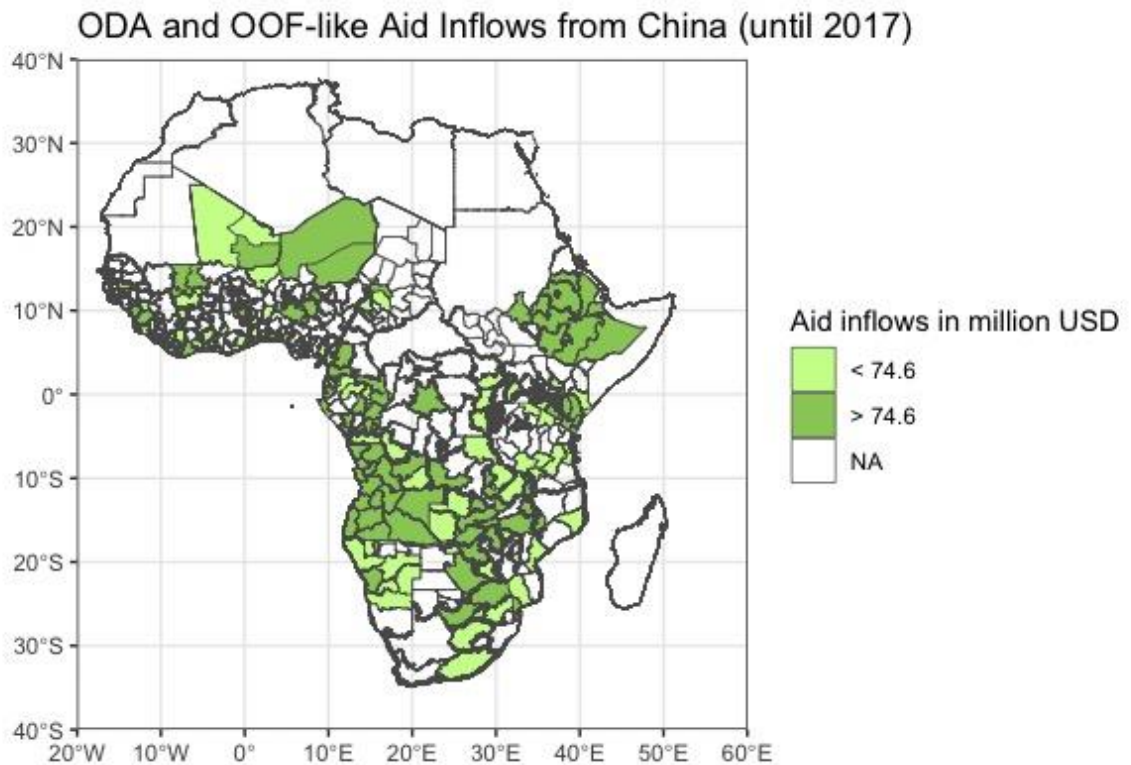 ODA and OOF-like Aid Inflows from China (until 2017)
40°N
30°N
20°N
10°N
0°
10°S
20°S
30°S
40°S
20°W 10°W 0° 10°E 20°E 30°E 40°E 50°E 60°E
Aid inflows in million USD
< 74.6
> 74.6
NA